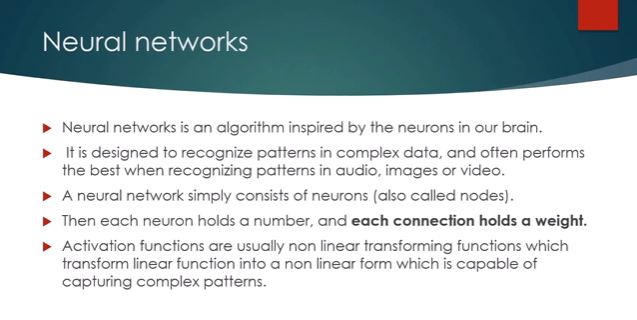 Neural networks
Neural networks is an algorithm inspired by the neurons in our brain.
It is designed to recognize patterns in complex data, and often performs
the best when recognizing patterns in audio, images or video.
A neural network simply consists of neurons (also called nodes).
Then each neuron holds a number, and each connection holds a weight.
Activation functions are usually non linear transforming functions which
transform linear function into a non linear form which is capable of
capturing complex patterns.